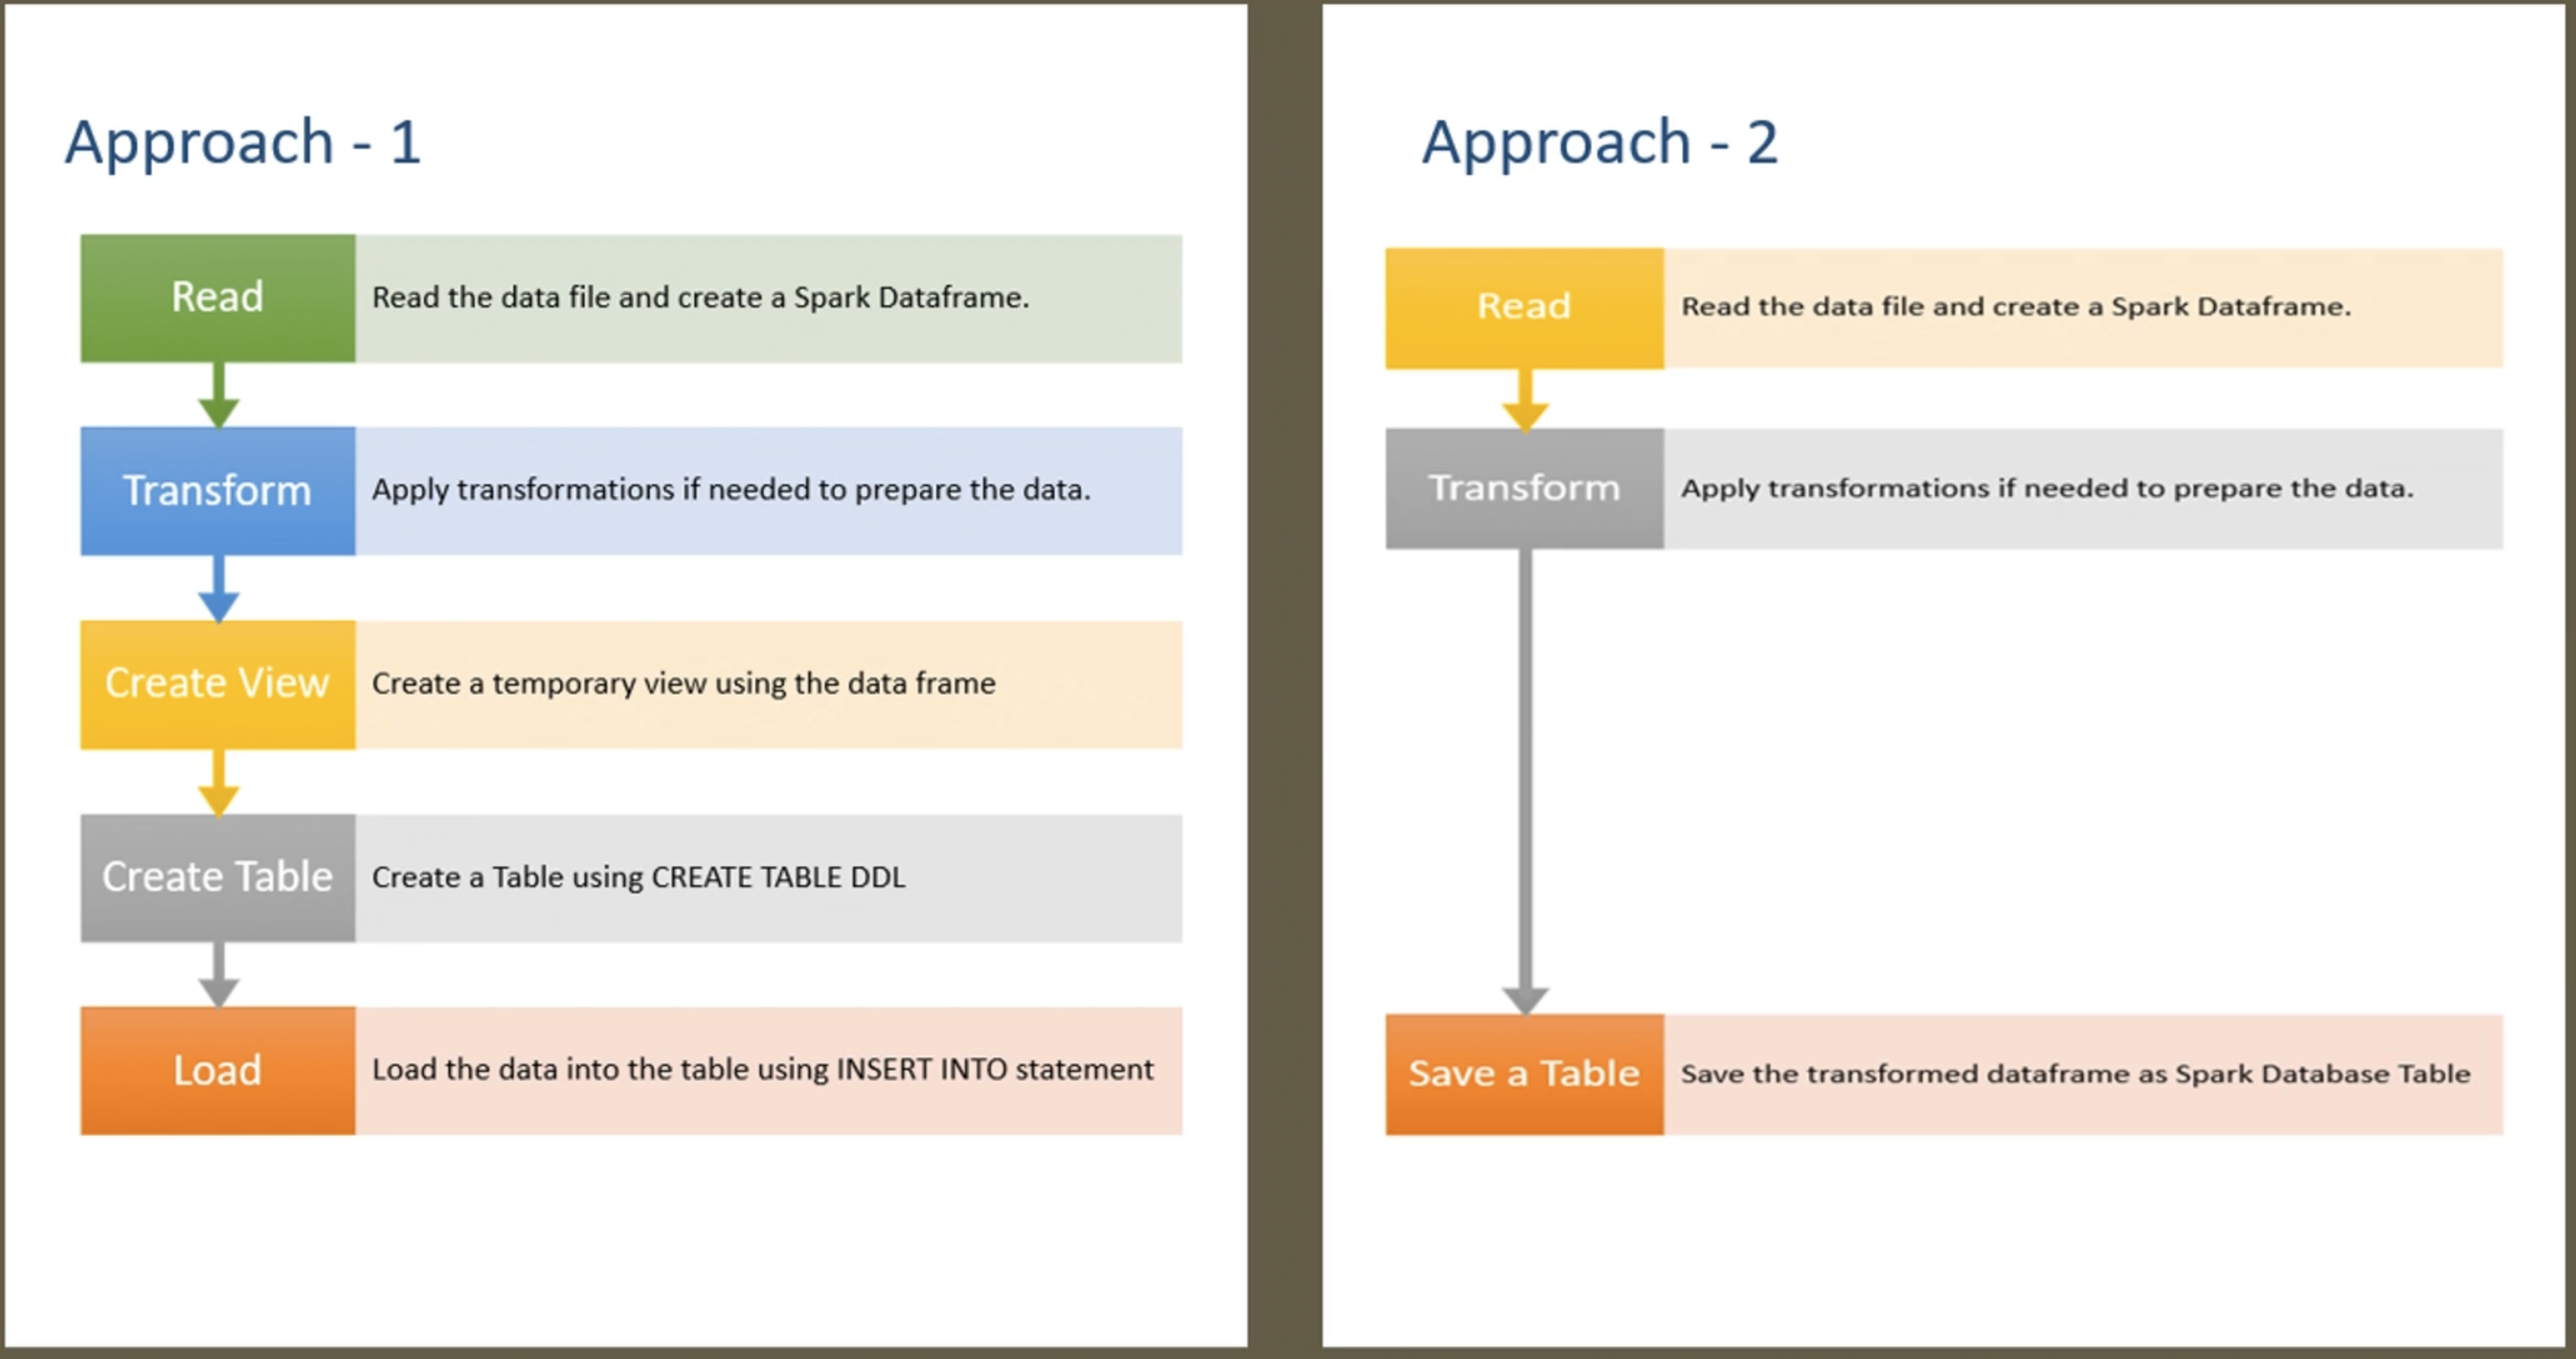 Approach - 1
Read
Read the data file and create a Spark Dataframe.
Transform
Apply transformations if needed to prepare the data.
Create View
Create a temporary view using the data frame
Create Table
Create a Table using CREATE TABLE DDL
Load
Load the data into the table using INSERT INTO statement
Approach - 2
Read
Read the data file and create a Spark Dataframe.
Transform
Apply transformations if needed to prepare the data.
Save a Table
Save the transformed dataframe as Spark Database Table